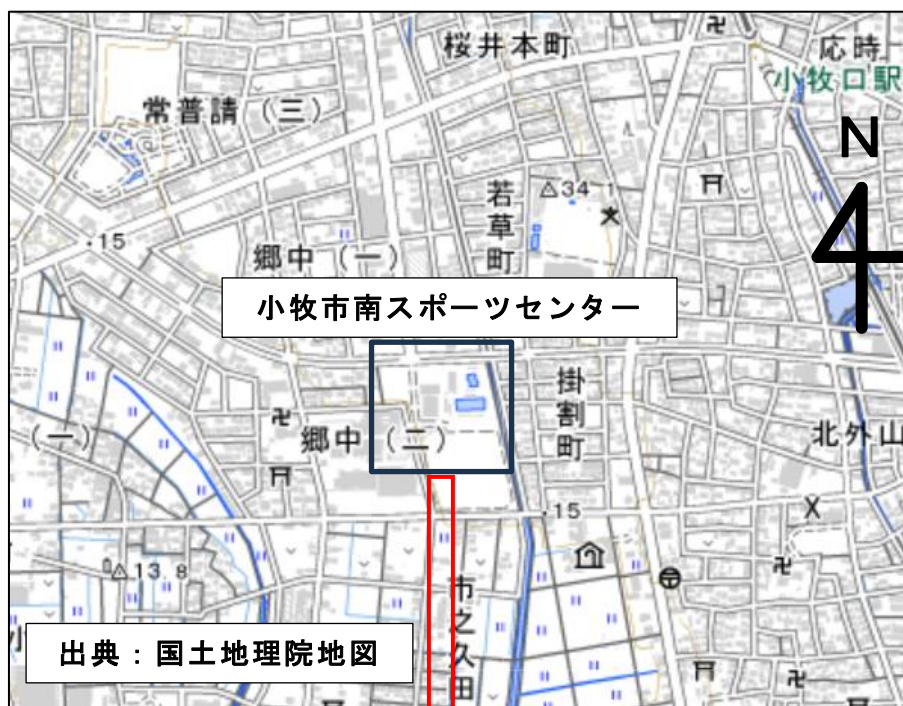 桜井本町
応時
小牧口駅
常普請（三）
N
34 1
若草町
15
郷中（一）
小牧市南スポーツセンター
掛割町
（一）
郷中（二）
北外山
15
13.8
市之久田
小
出典：国土地理院地図